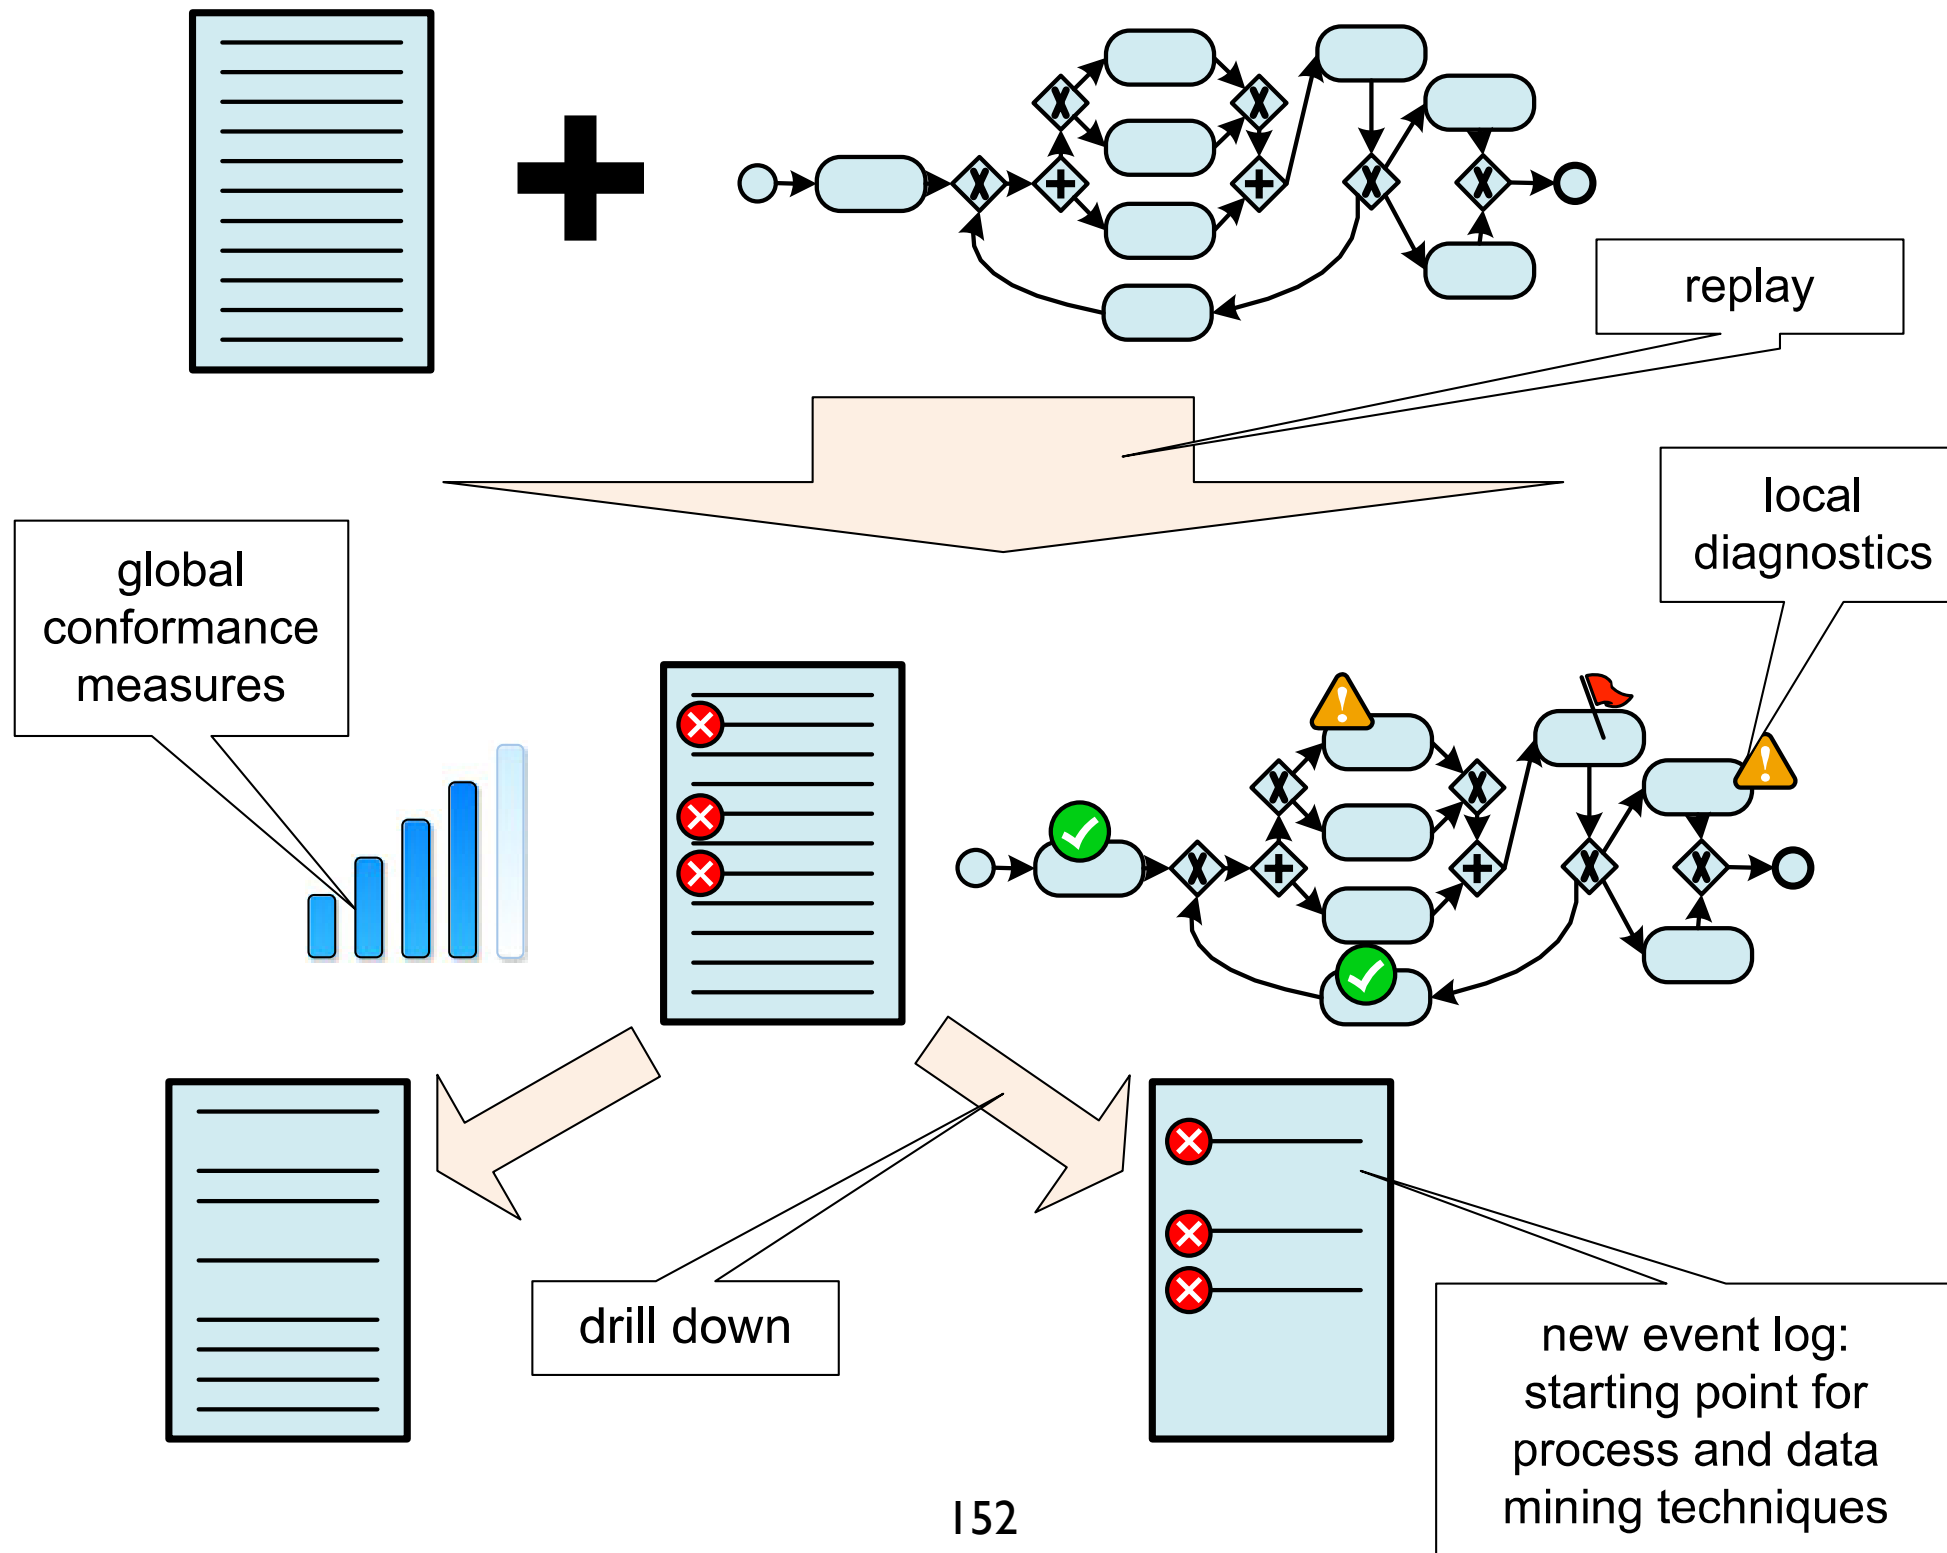 replay
local
diagnostics
global
conformance
measures
drill down
new event log:
starting point for
process and data
mining techniques
152